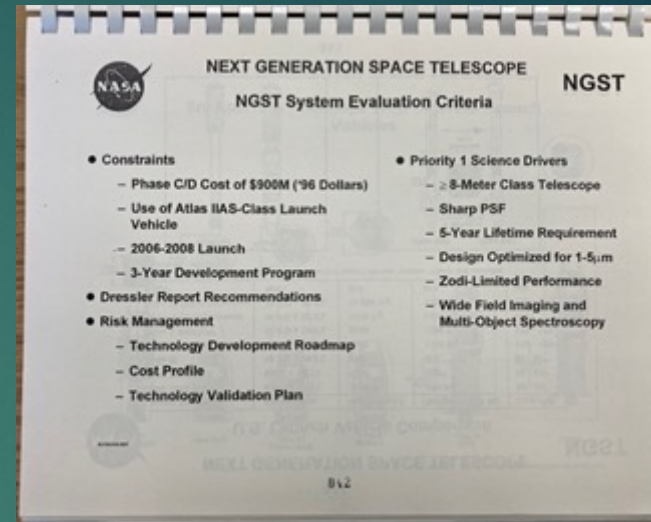 NASA
NEXT GENERATION SPACE TELESCOPE
NGST
NGST System Evaluation Criteria
● Constraints
– Phase C/D Cost of $900M ('96 Dollars)
– Use of Atlas IIAS-Class Launch
Vehicle
– 2006-2008 Launch
– 3-Year Development Program
● Dressler Report Recommendations
● Risk Management
– Technology Development Roadmap
– Cost Profile
– Technology Validation Plan
● Priority 1 Science Drivers
– ≥ 8-Meter Class Telescope
– Sharp PSF
– 5-Year Lifetime Requirement
– Design Optimized for 1-5μm
– Zodi-Limited Performance
– Wide Field Imaging and
Multi-Object Spectroscopy
842